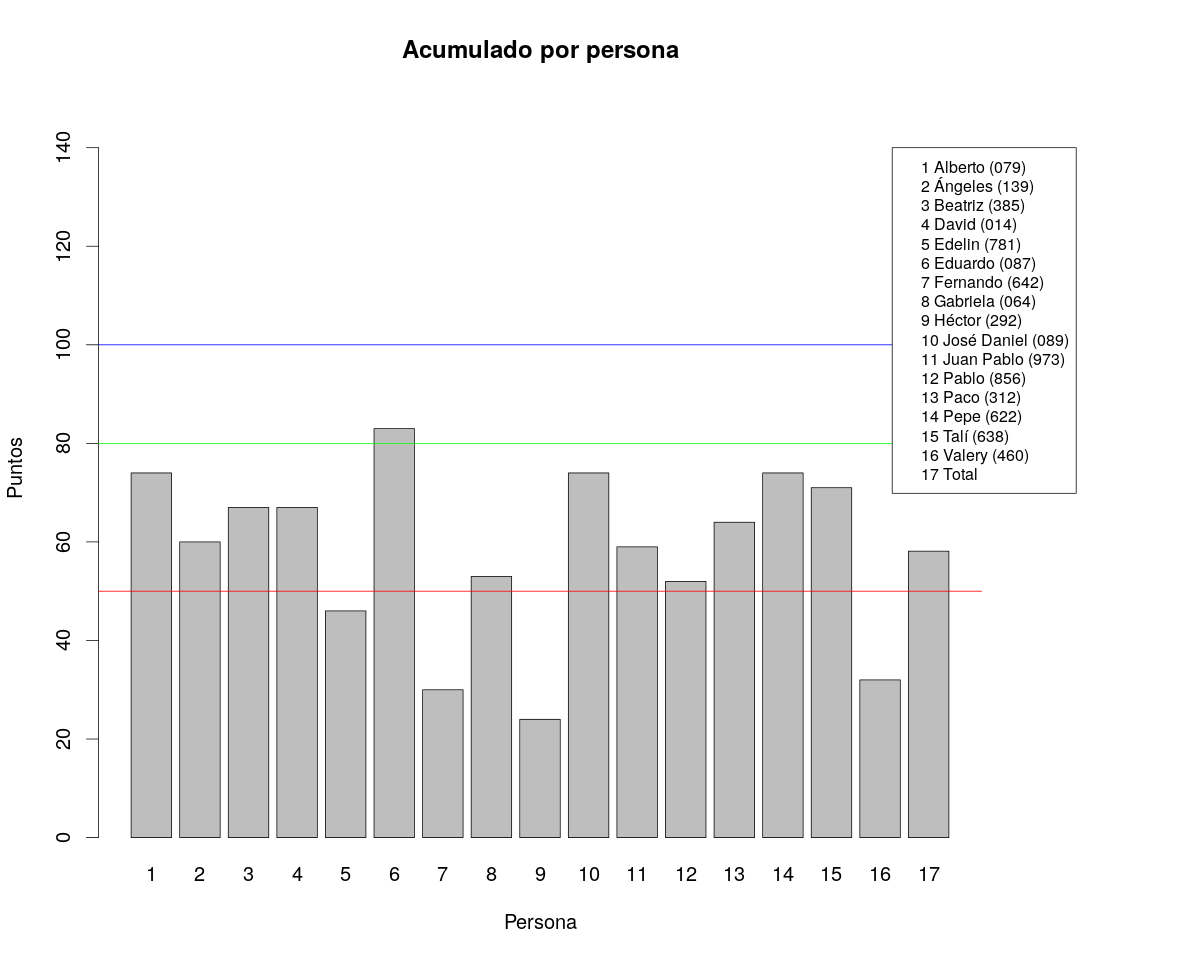 Acumulado por persona
140
120
100
80
60
40
20
0
Puntos
1 Alberto (079)
2 Ángeles (139)
3 Beatriz (385)
4 David (014)
5 Edelin (781)
6 Eduardo (087)
7 Fernando (642)
8 Gabriela (064)
9 Héctor (292)
10 José Daniel (089)
11 Juan Pablo (973)
12 Pablo (856)
13 Paco (312)
14 Pepe (622)
15 Talí (638)
16 Valery (460)
17 Total
1 2 3 4 5 6 7 8 9 10 11 12 13 14 15 16 17
Persona